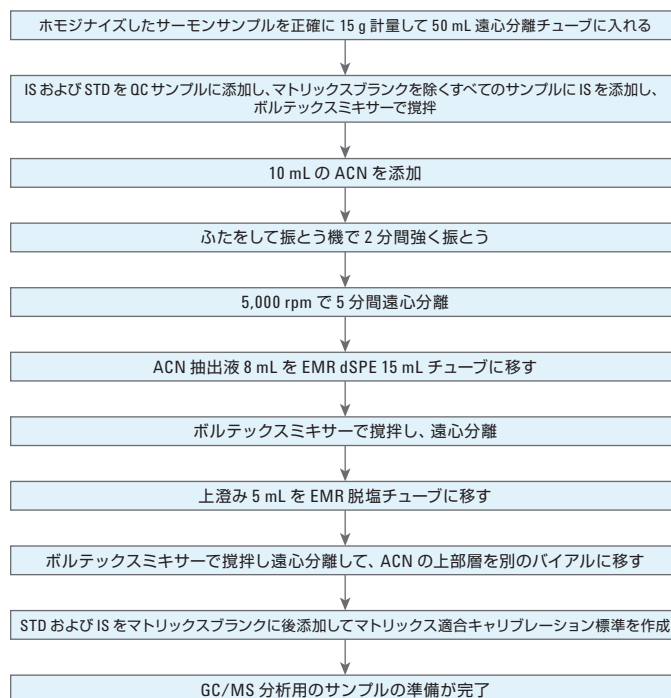 ホモジナイズしたサーモンサンプルを正確に 15 g 計量して 50 mL 遠心分離チューブに入れる
IS および STD を QC サンプルに添加し、マトリックスブランクを除くすべてのサンプルに IS を添加し、
ボルテックスミキサーで撹拌
10 mL の ACN を添加
ふたをして振とう機で 2 分間強く振とう
5,000 rpm で 5 分間遠心分離
ACN 抽出液 8 mL を EMR dSPE 15 mL チューブに移す
ボルテックスミキサーで撹拌し、遠心分離
上澄み 5 mL を EMR 脱塩チューブに移す
ボルテックスミキサーで撹拌し遠心分離して、ACN の上部層を別のバイアルに移す
STD および IS をマトリックスブランクに後添加してマトリックス適合キャリブレーション標準を作成
GC/MS 分析用のサンプルの準備が完了